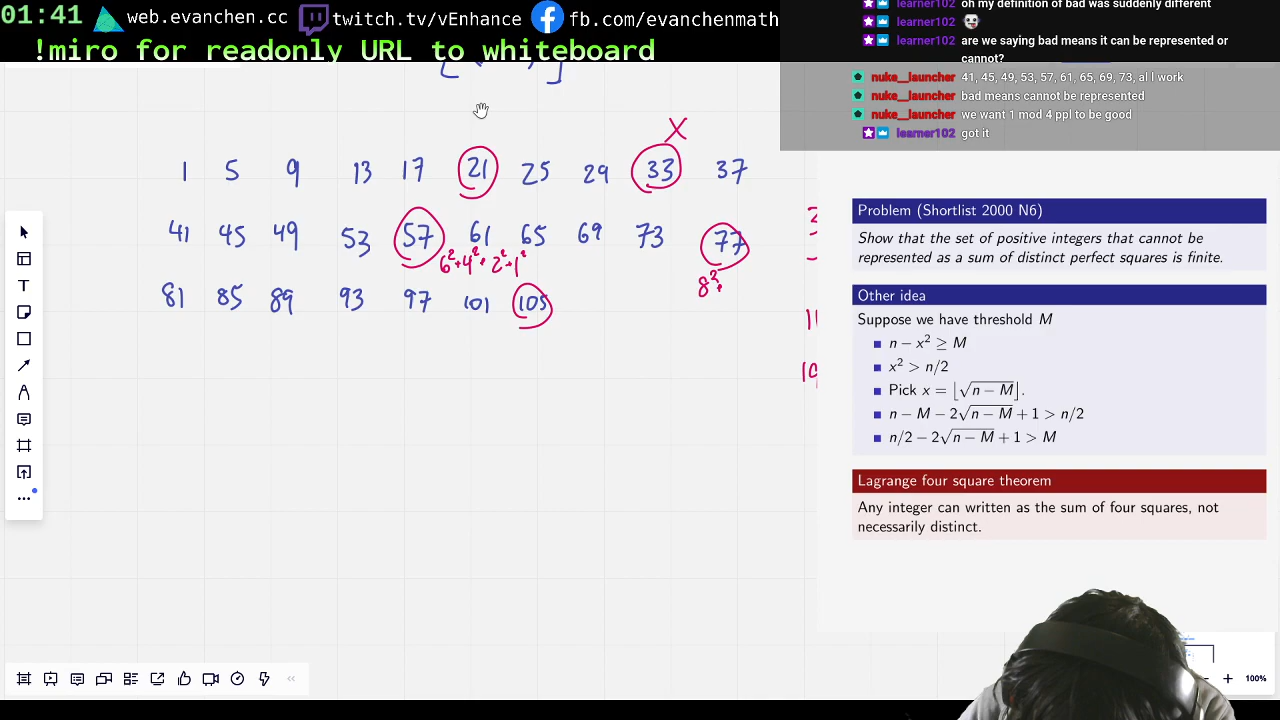 01:41 web.evanchen.cc twitch.tv/vEnhance fb.com/evanchenmath
!miro for readonly URL to whiteboard
oh my definition of bad was suddenly different
learner102
learner102 💀
learner102 are we saying bad means it can be represented or
cannot?
nuke__launcher 41, 45, 49, 53, 57, 61, 65, 69, 73, al l work
nuke__launcher bad means cannot be represented
nuke__launcher we want 1 mod 4 ppl to be good
learner102 got it
X
1 5 9 13 17 21 25 29 33 37
41 45 49 53 57 61 65 69 73 77
6²+4²+2²+1²
8²+
81 85 89 93 97 101 105
T
Problem (Shortlist 2000 N6)
Show that the set of positive integers that cannot be
represented as a sum of distinct perfect squares is finite.
Other idea
Suppose we have threshold M
n − x² ≥ M
x² > n/2
Pick x = ⌊√(n − M)⌋.
n − M − 2√(n − M) + 1 > n/2
n/2 − 2√(n − M) + 1 > M
Lagrange four square theorem
Any integer can written as the sum of four squares, not
necessarily distinct.
100%